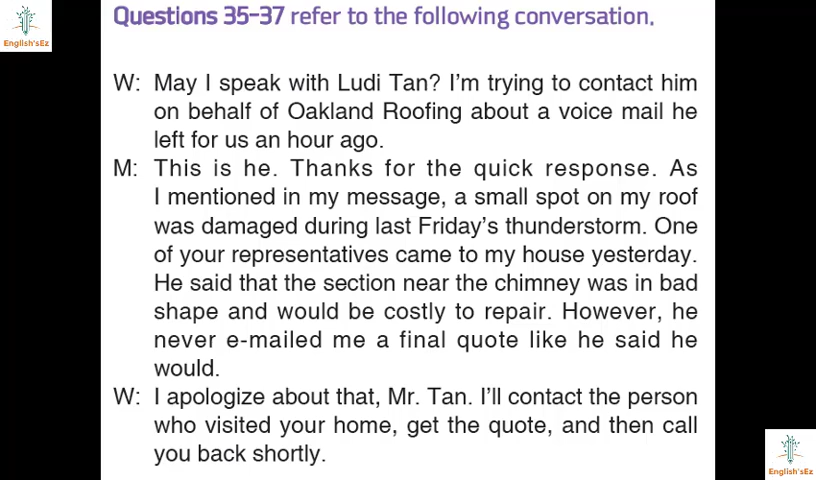 English'sEz
Questions 35–37 refer to the following conversation.
W: May I speak with Ludi Tan? I'm trying to contact him
on behalf of Oakland Roofing about a voice mail he
left for us an hour ago.
M: This is he. Thanks for the quick response. As
I mentioned in my message, a small spot on my roof
was damaged during last Friday's thunderstorm. One
of your representatives came to my house yesterday.
He said that the section near the chimney was in bad
shape and would be costly to repair. However, he
never e-mailed me a final quote like he said he
would.
W: I apologize about that, Mr. Tan. I'll contact the person
who visited your home, get the quote, and then call
you back shortly.
English'sEz